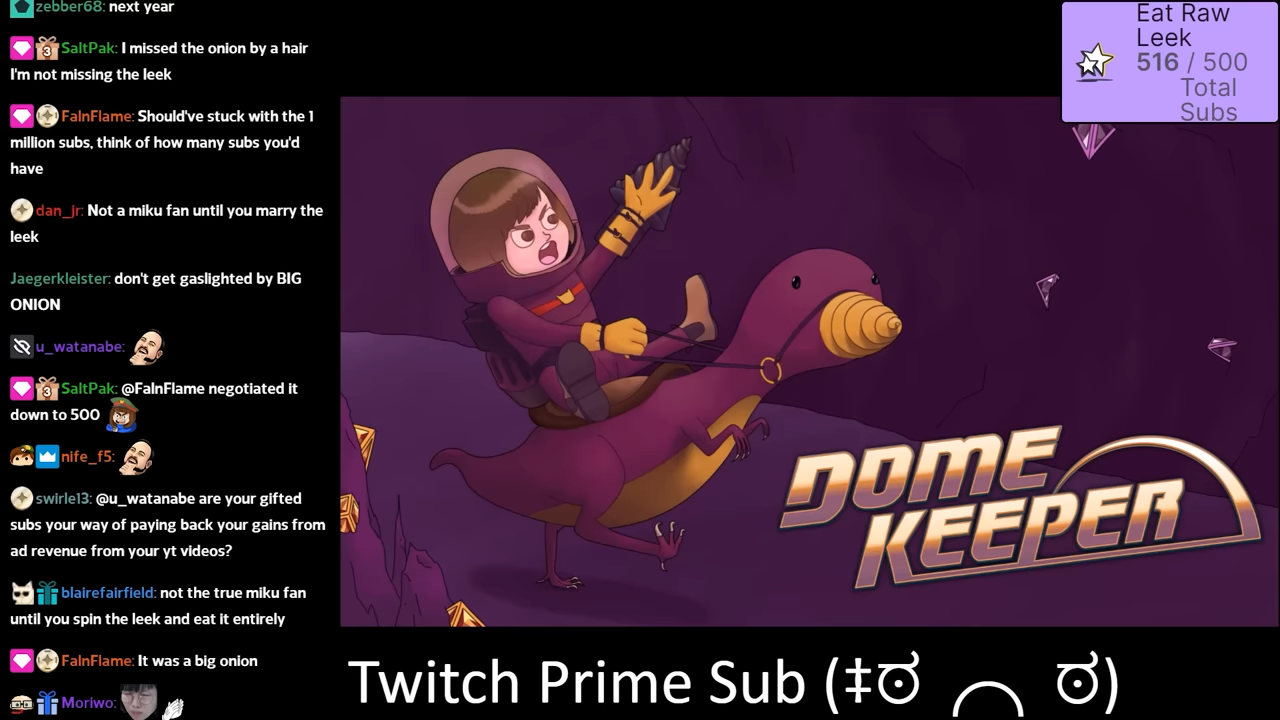 zebber68: next year
SaltPak: I missed the onion by a hair
I'm not missing the leek
FalnFlame: Should've stuck with the 1
million subs, think of how many subs you'd
have
dan_jr: Not a miku fan until you marry the
leek
Jaegerkleister: don't get gaslighted by BIG
ONION
u_watanabe:
SaltPak: @FalnFlame negotiated it
down to 500
nife_f5:
swirle13: @u_watanabe are your gifted
subs your way of paying back your gains from
ad revenue from your yt videos?
blairefairfield: not the true miku fan
until you spin the leek and eat it entirely
FalnFlame: It was a big onion
Moriwo:
Eat Raw
Leek
516 / 500
Total
Subs
DOME
KEEPER
Twitch Prime Sub (‡ಠ ╭╮ ಠ)